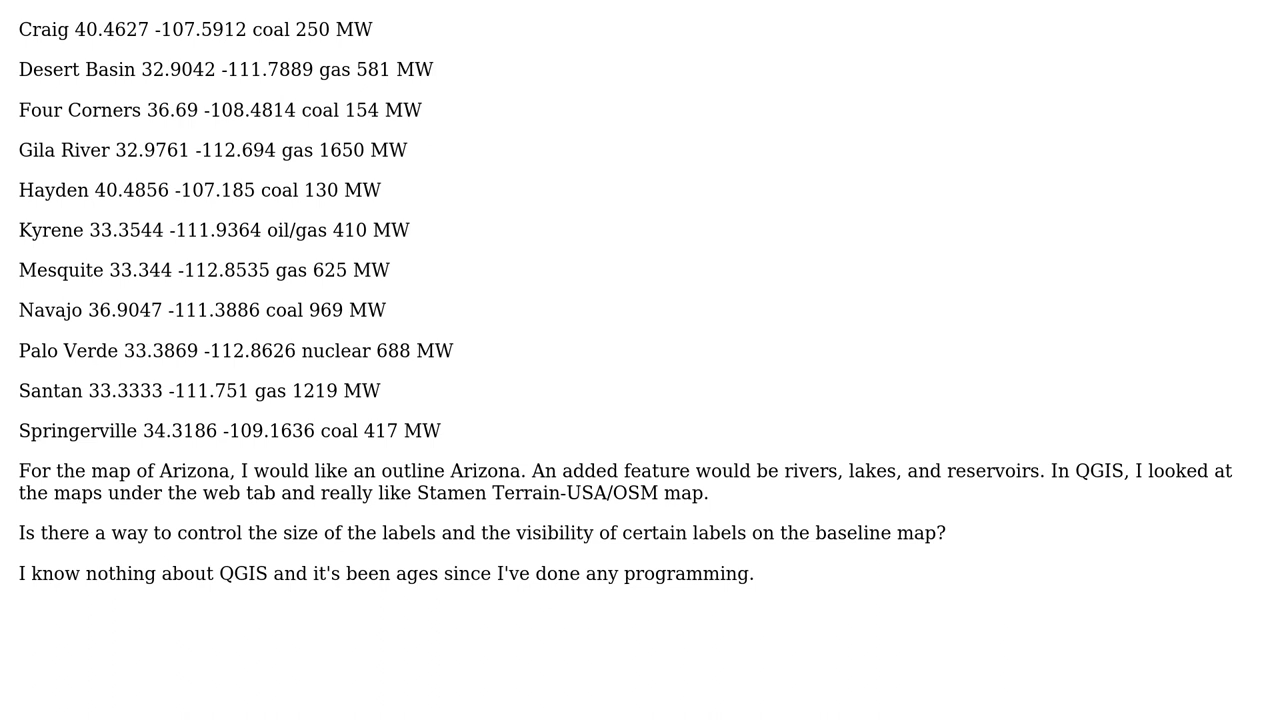 Craig 40.4627 -107.5912 coal 250 MW
Desert Basin 32.9042 -111.7889 gas 581 MW
Four Corners 36.69 -108.4814 coal 154 MW
Gila River 32.9761 -112.694 gas 1650 MW
Hayden 40.4856 -107.185 coal 130 MW
Kyrene 33.3544 -111.9364 oil/gas 410 MW
Mesquite 33.344 -112.8535 gas 625 MW
Navajo 36.9047 -111.3886 coal 969 MW
Palo Verde 33.3869 -112.8626 nuclear 688 MW
Santan 33.3333 -111.751 gas 1219 MW
Springerville 34.3186 -109.1636 coal 417 MW
For the map of Arizona, I would like an outline Arizona. An added feature would be rivers, lakes, and reservoirs. In QGIS, I looked at
the maps under the web tab and really like Stamen Terrain-USA/OSM map.
Is there a way to control the size of the labels and the visibility of certain labels on the baseline map?
I know nothing about QGIS and it's been ages since I've done any programming.